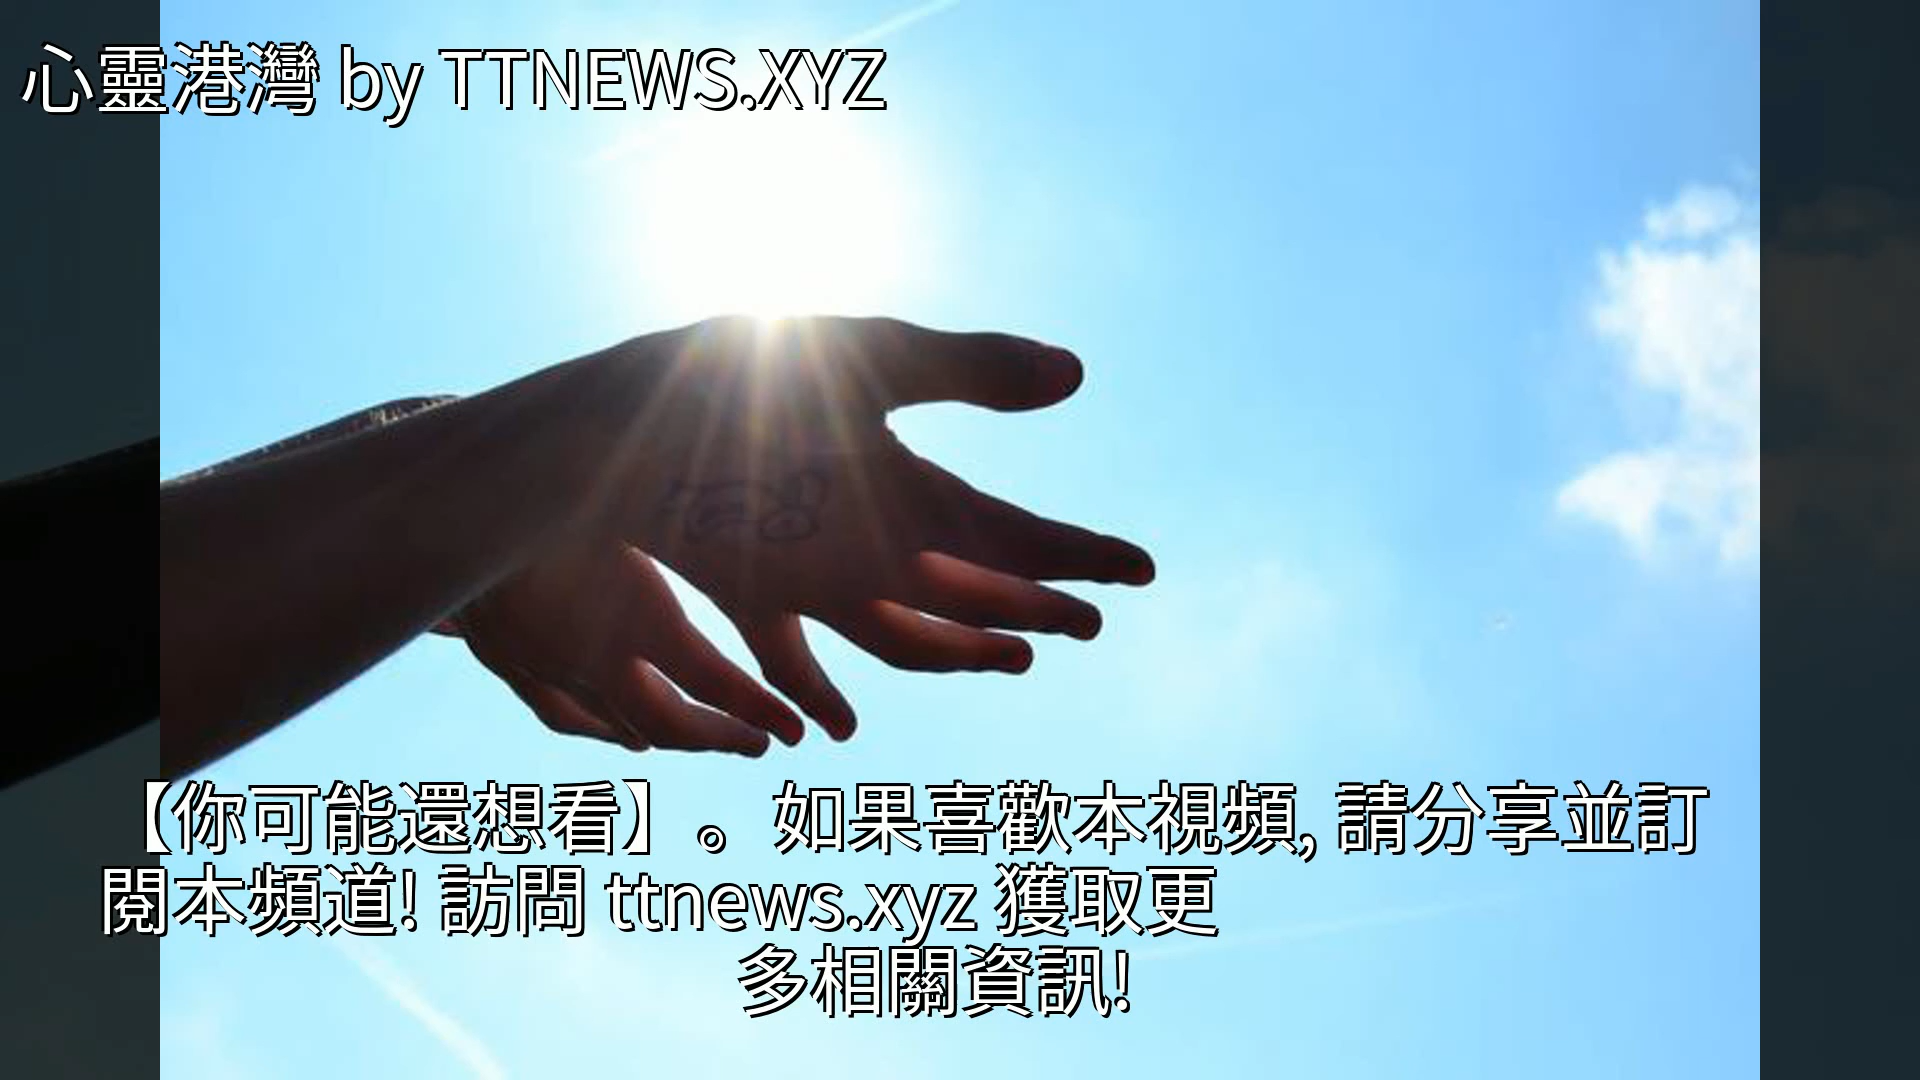 心靈港灣 by TTNEWS.XYZ
【你可能還想看】。如果喜歡本視頻, 請分享並訂
閱本頻道! 訪問 ttnews.xyz 獲取更
多相關資訊!